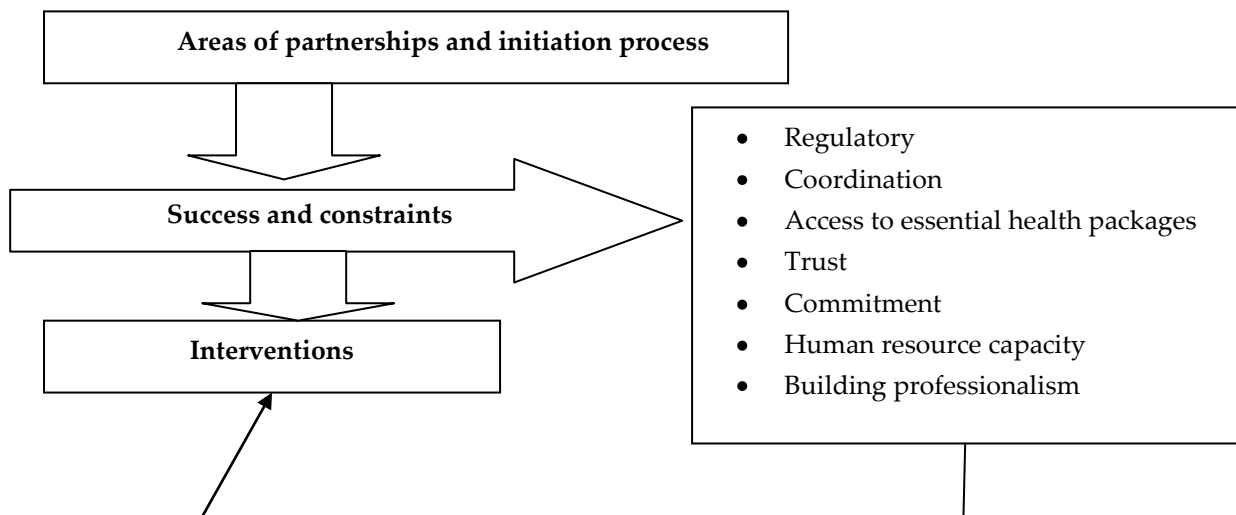 Areas of partnerships and initiation process
Success and constraints
Interventions
• Regulatory
• Coordination
• Access to essential health packages
• Trust
• Commitment
• Human resource capacity
• Building professionalism